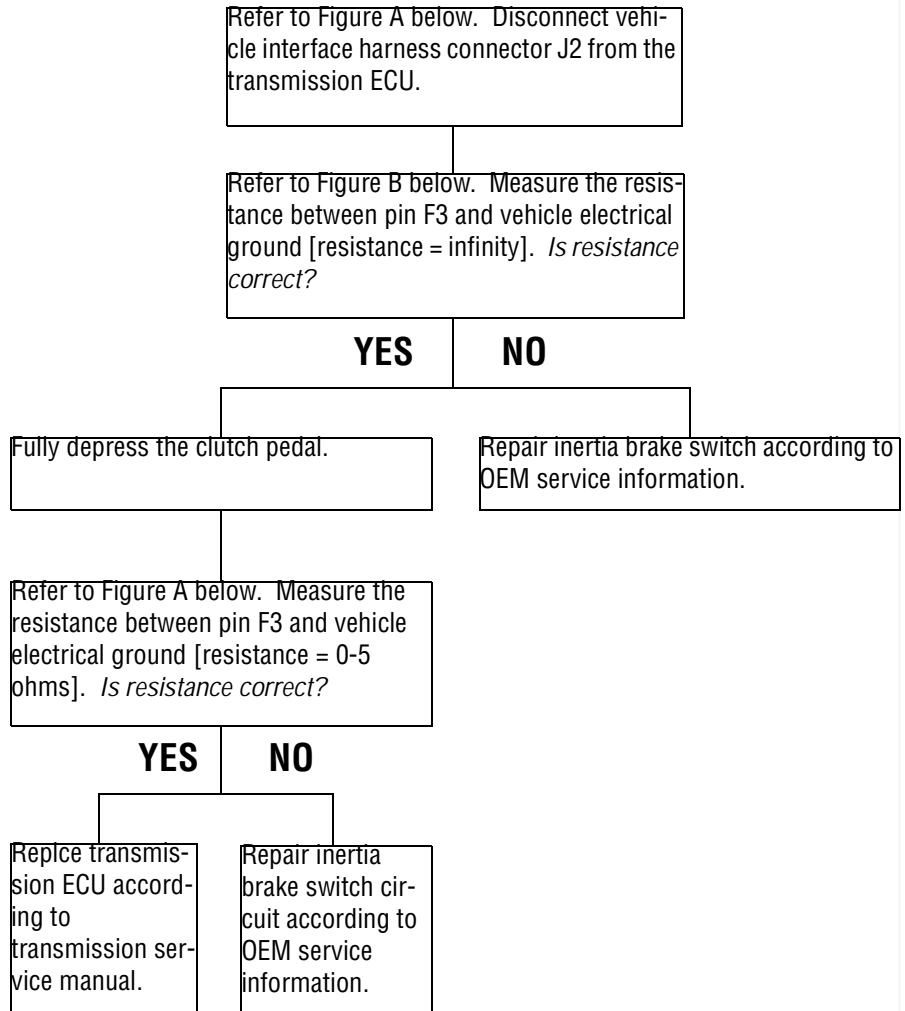 Refer to Figure A below.  Disconnect vehi-
cle interface harness connector J2 from the
transmission ECU.
Refer to Figure B below.  Measure the resis-
tance between pin F3 and vehicle electrical
ground [resistance = infinity].  Is resistance
correct?
YES
NO
Fully depress the clutch pedal.
Repair inertia brake switch according to
OEM service information.
Refer to Figure A below.  Measure the
resistance between pin F3 and vehicle
electrical ground [resistance = 0-5
ohms].  Is resistance correct?
YES
NO
Replce transmis-
sion ECU accord-
ing to
transmission ser-
vice manual.
Repair inertia
brake switch cir-
cuit according to
OEM service
information.